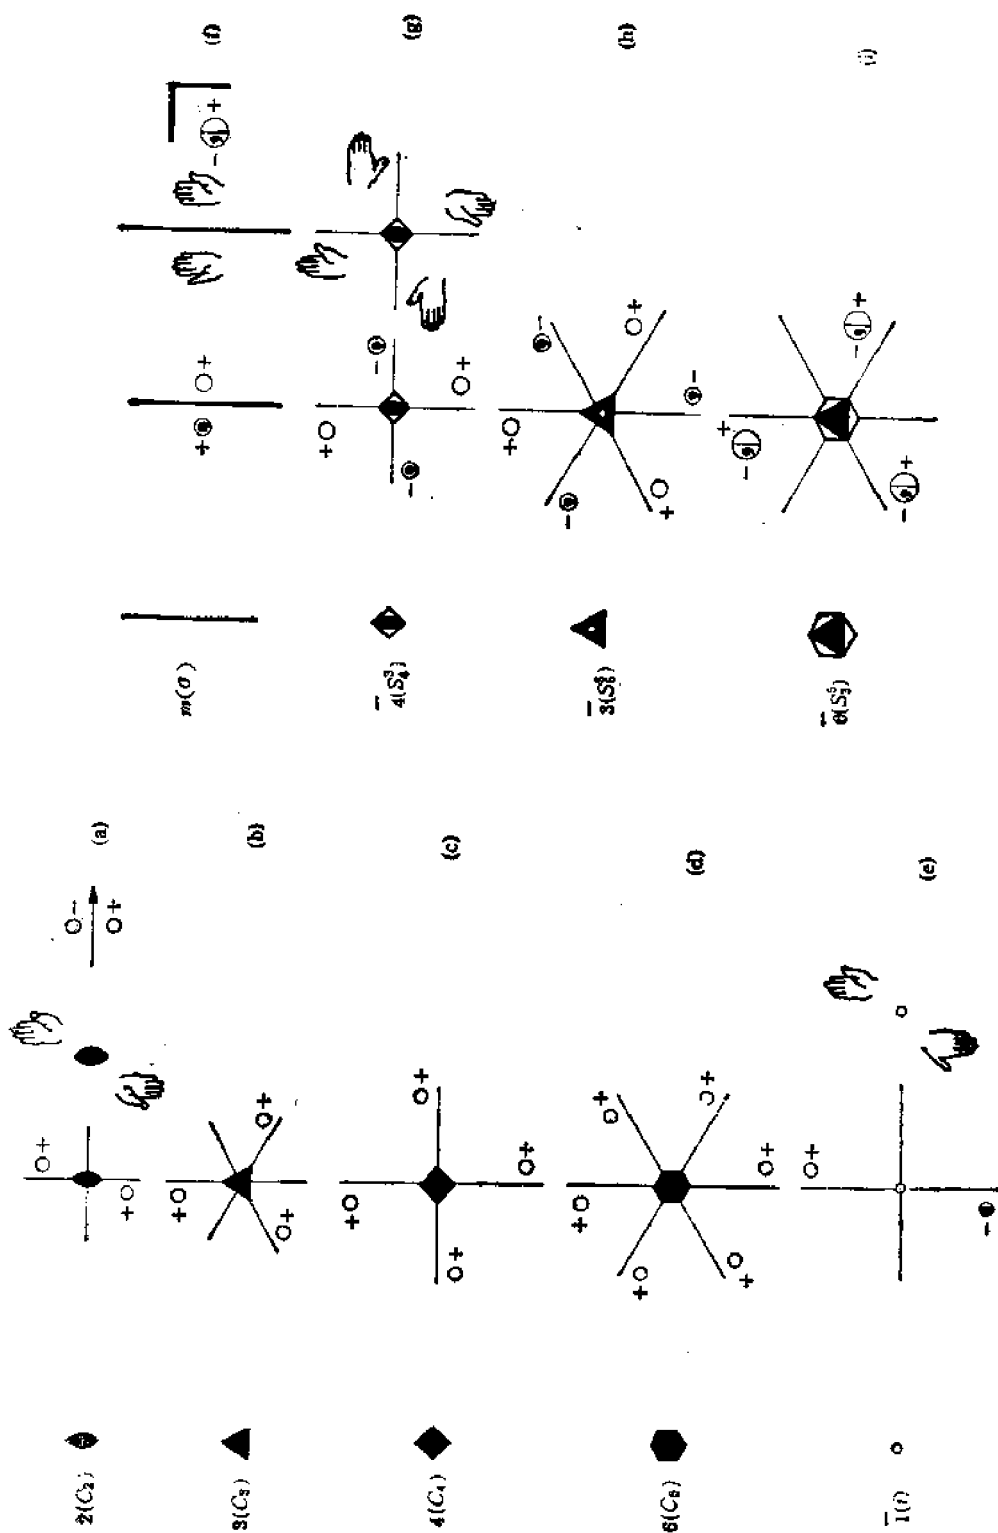 2(C₂) + + − + (a)
3(C₃) + + + (b)
4(C₄) + + + + (c)
6(C₆) + + + + + + (d)
1̄(i) − + (e)
m(σ) + + − + (f)
4̄(S₄³) + − − + (g)
3̄(S₆⁵) + − + − + − (h)
6̄(S₃⁵) − + − + − + (i)